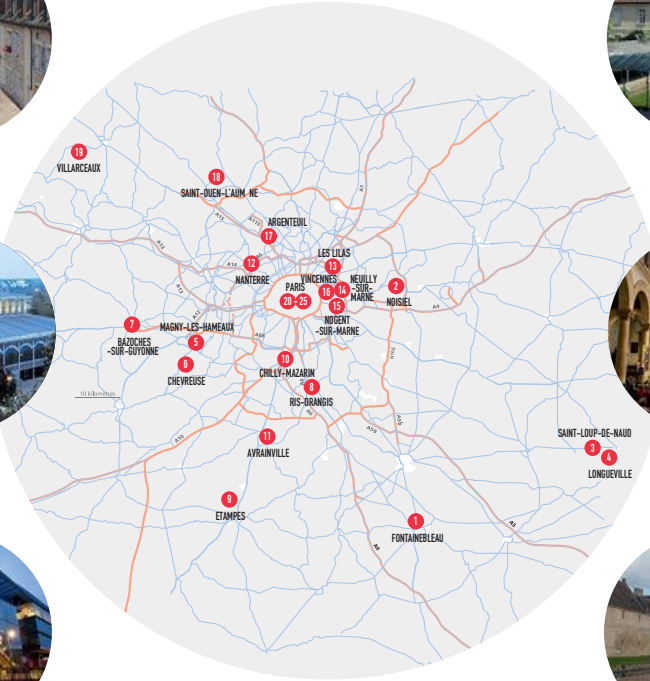 19
VILLARCEAUX
18
SAINT-OUEN-L'AUM NE
A1
A15
A115
ARGENTEUIL
17
A13
LES LILAS
13
12
A14
NANTERRE
VINCENNES
NEUILLY
-SUR-
MARNE
16
14
2
NOISIEL
PARIS
20-25
15
NOGENT
-SUR-MARNE
A4
A13
A12
7
BAZOCHES
-SUR-GUYONNE
MAGNY-LES-HAMEAUX
5
6
CHEVREUSE
10
CHILLY-MAZARIN
8
RIS-ORANGIS
A6
10 kilomètres
A10
11
AVRAINVILLE
SAINT-LOUP-DE-NAUD
3
4
LONGUEVILLE
9
ETAMPES
1
FONTAINEBLEAU
A5
A6